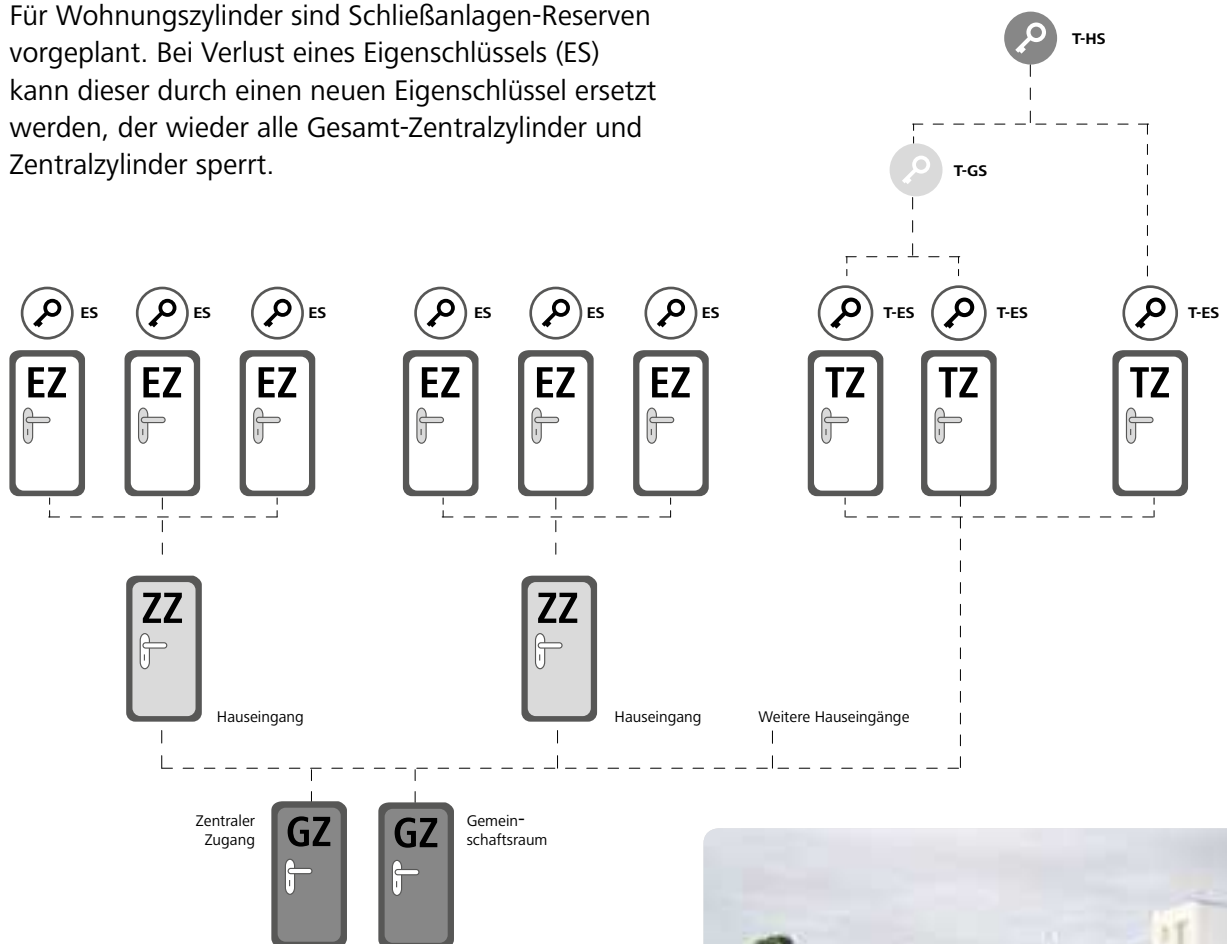 Für Wohnungszylinder sind Schließanlagen-Reserven
vorgeplant. Bei Verlust eines Eigenschlüssels (ES)
kann dieser durch einen neuen Eigenschlüssel ersetzt
werden, der wieder alle Gesamt-Zentralzylinder und
Zentralzylinder sperrt.
T-HS
T-GS
ES ES ES ES ES ES T-ES T-ES T-ES
EZ EZ EZ EZ EZ EZ TZ TZ TZ
ZZ ZZ
Hauseingang Hauseingang Weitere Hauseingänge
Zentraler
Zugang
GZ GZ
Gemein-
schaftsraum